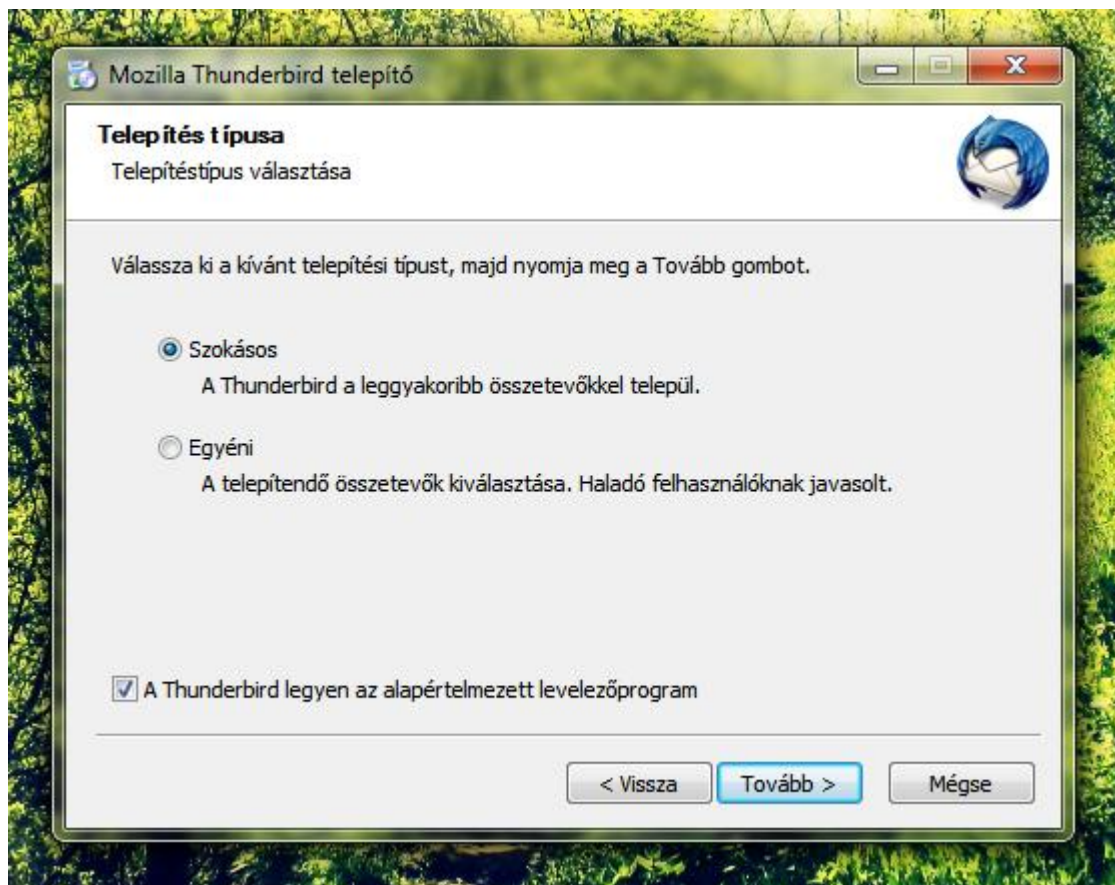 Mozilla Thunderbird telepítő
Telepítés típusa
Telepítéstípus választása
Válassza ki a kívánt telepítési típust, majd nyomja meg a Tovább gombot.
Szokásos
A Thunderbird a leggyakoribb összetevőkkel települ.
Egyéni
A telepítendő összetevők kiválasztása. Haladó felhasználóknak javasolt.
A Thunderbird legyen az alapértelmezett levelezőprogram
< Vissza Tovább > Mégse